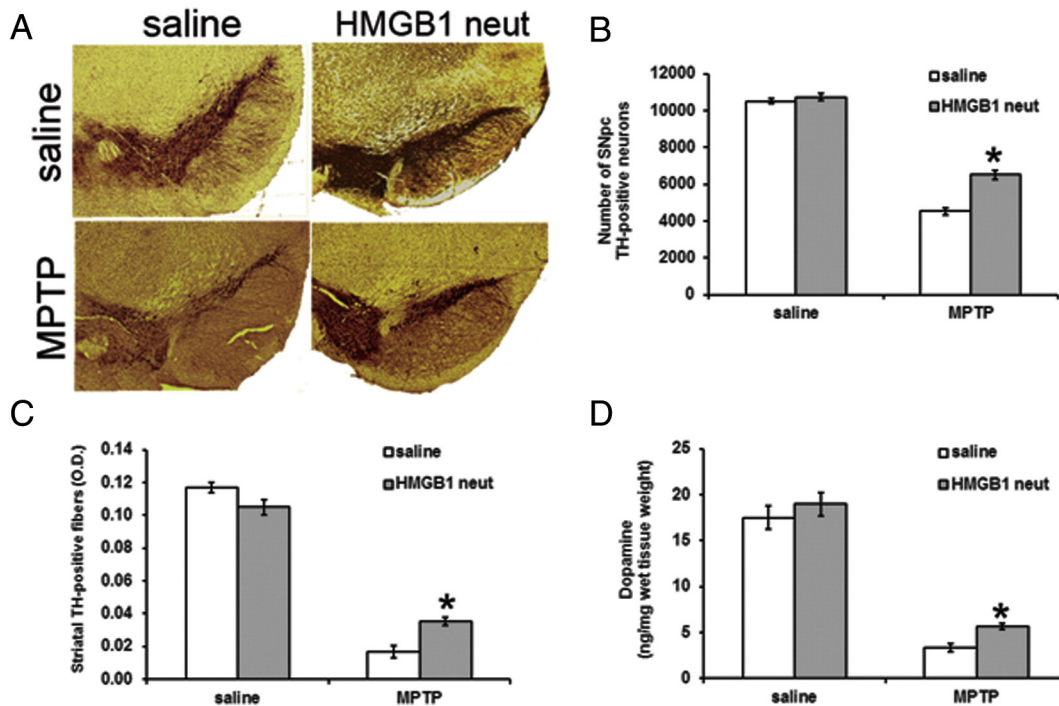 A
saline
HMGB1 neut
saline
MPTP
B
Number of SNpc
TH-positive neurons
12000
10000
8000
6000
4000
2000
0
saline
HMGB1 neut
*
saline
MPTP
C
Striatal TH-positive fibers (O.D.)
0.14
0.12
0.10
0.08
0.06
0.04
0.02
0.00
saline
HMGB1 neut
*
saline
MPTP
D
Dopamine
(ng/mg wet tissue weight)
25
20
15
10
5
0
saline
HMGB1 neut
*
saline
MPTP